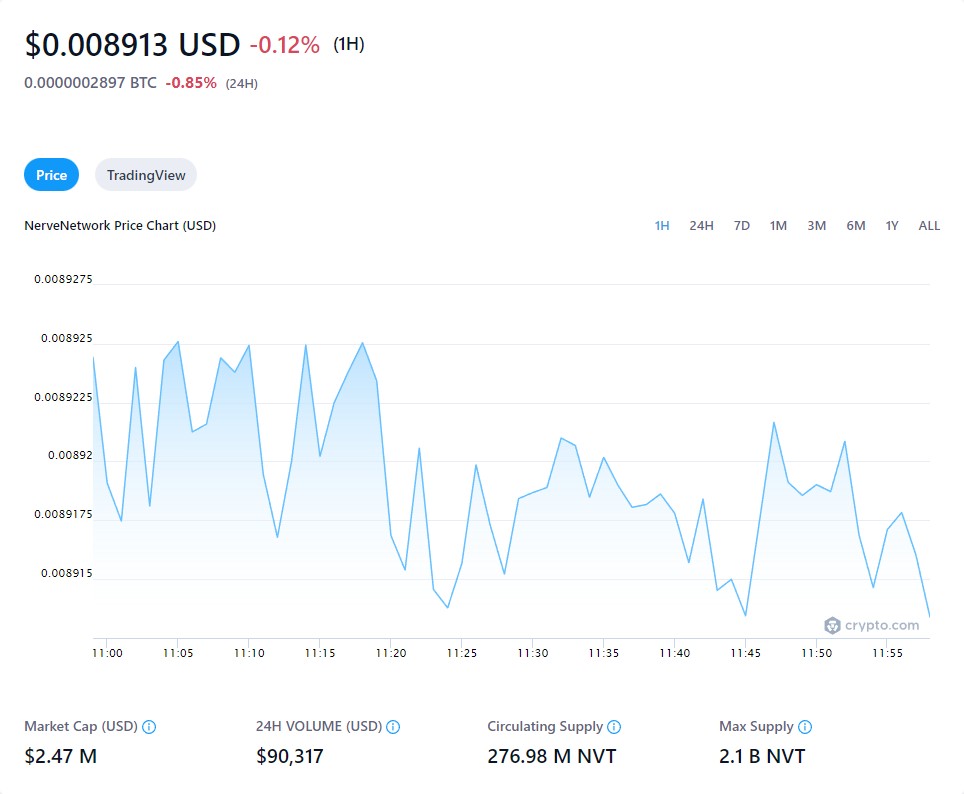 $0.008913 USD -0.12% (1H)
0.0000002897 BTC -0.85% (24H)
Price TradingView
NerveNetwork Price Chart (USD) 1H 24H 7D 1M 3M 6M 1Y ALL
0.0089275
0.008925
0.0089225
0.00892
0.0089175
0.008915
crypto.com
11:00 11:05 11:10 11:15 11:20 11:25 11:30 11:35 11:40 11:45 11:50 11:55
Market Cap (USD) 24H VOLUME (USD) Circulating Supply Max Supply
$2.47 M $90,317 276.98 M NVT 2.1 B NVT